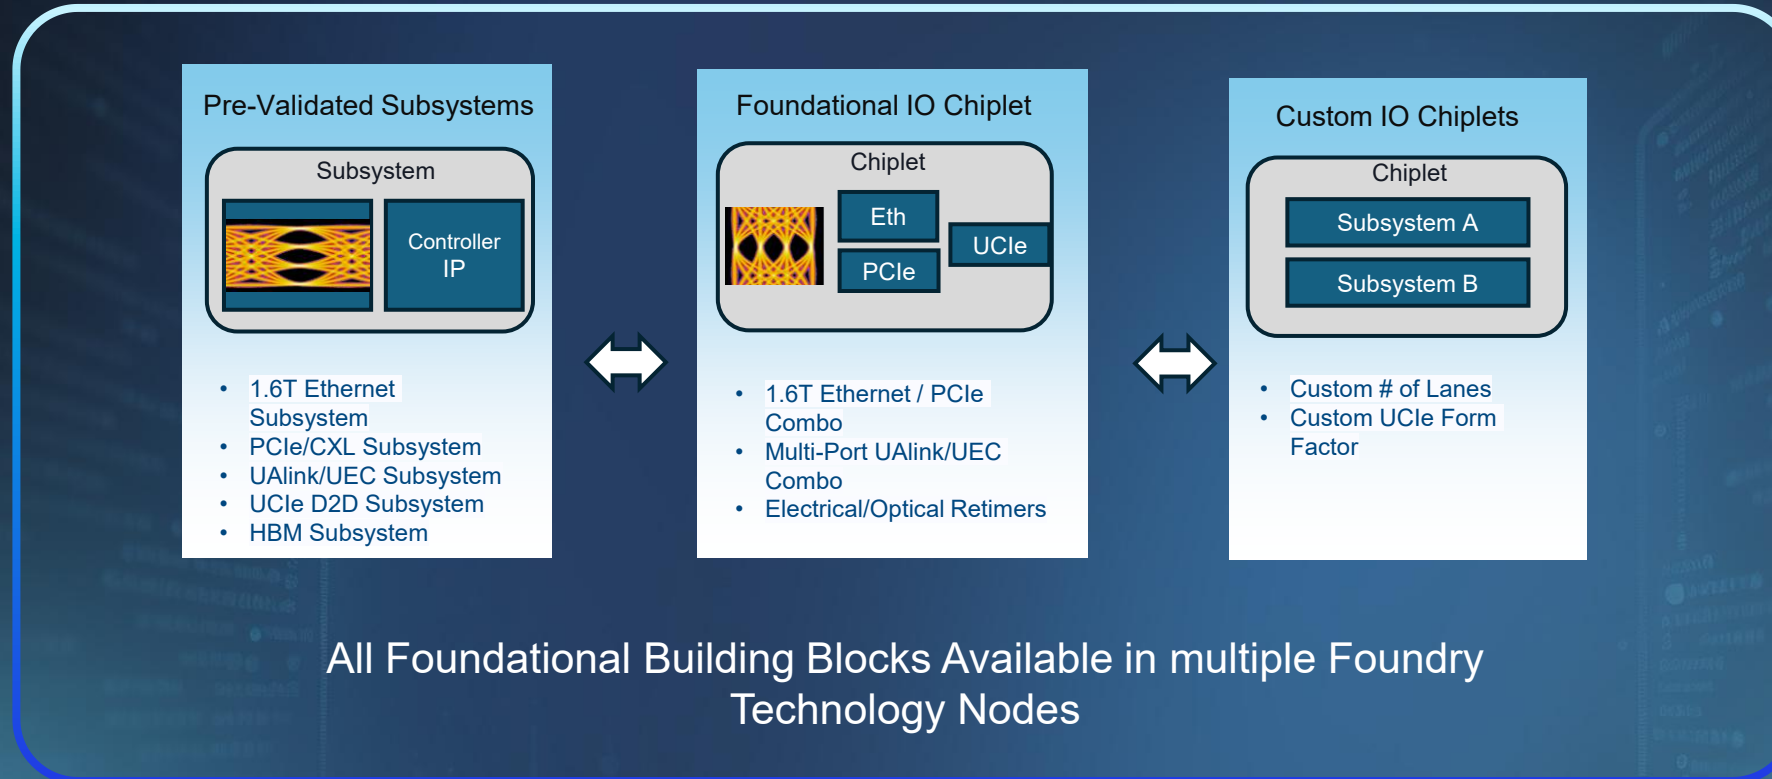 Pre-Validated Subsystems
Subsystem
Controller
IP
• 1.6T Ethernet
Subsystem
• PCIe/CXL Subsystem
• UAlink/UEC Subsystem
• UCIe D2D Subsystem
• HBM Subsystem
Foundational IO Chiplet
Chiplet
Eth
PCIe
UCIe
• 1.6T Ethernet / PCIe
Combo
• Multi-Port UAlink/UEC
Combo
• Electrical/Optical Retimers
Custom IO Chiplets
Chiplet
Subsystem A
Subsystem B
• Custom # of Lanes
• Custom UCIe Form
Factor
All Foundational Building Blocks Available in multiple Foundry
Technology Nodes